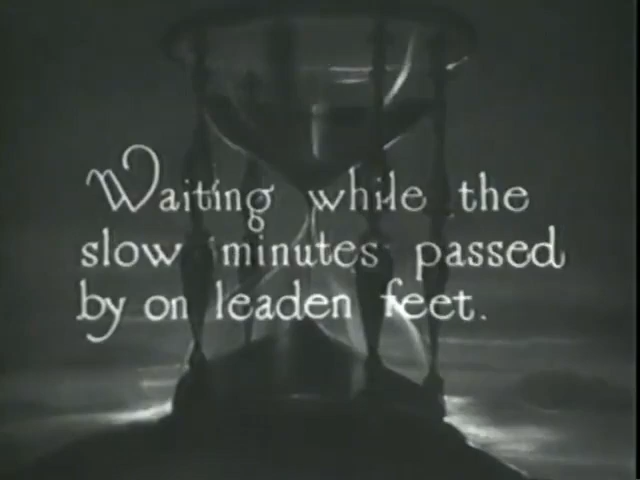 Waiting while the
slow minutes passed
by on leaden feet.